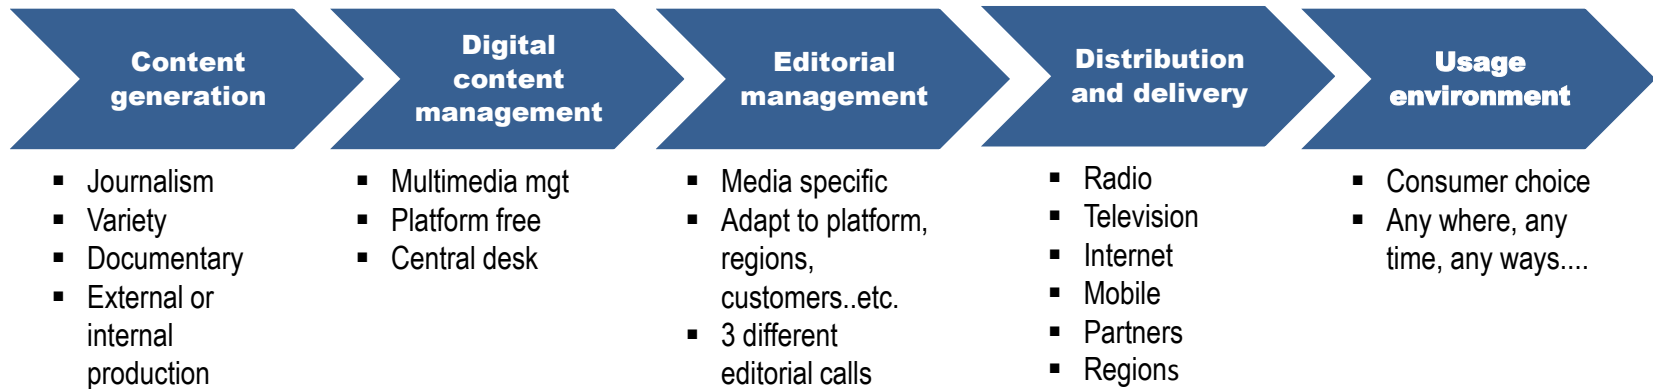 Content
generation
Digital
content
management
Editorial
management
Distribution
and delivery
Usage
environment
▪ Journalism
▪ Variety
▪ Documentary
▪ External or
internal
production
▪ Multimedia mgt
▪ Platform free
▪ Central desk
▪ Media specific
▪ Adapt to platform,
regions,
customers..etc.
▪ 3 different
editorial calls
▪ Radio
▪ Television
▪ Internet
▪ Mobile
▪ Partners
▪ Regions
▪ Consumer choice
▪ Any where, any
time, any ways....